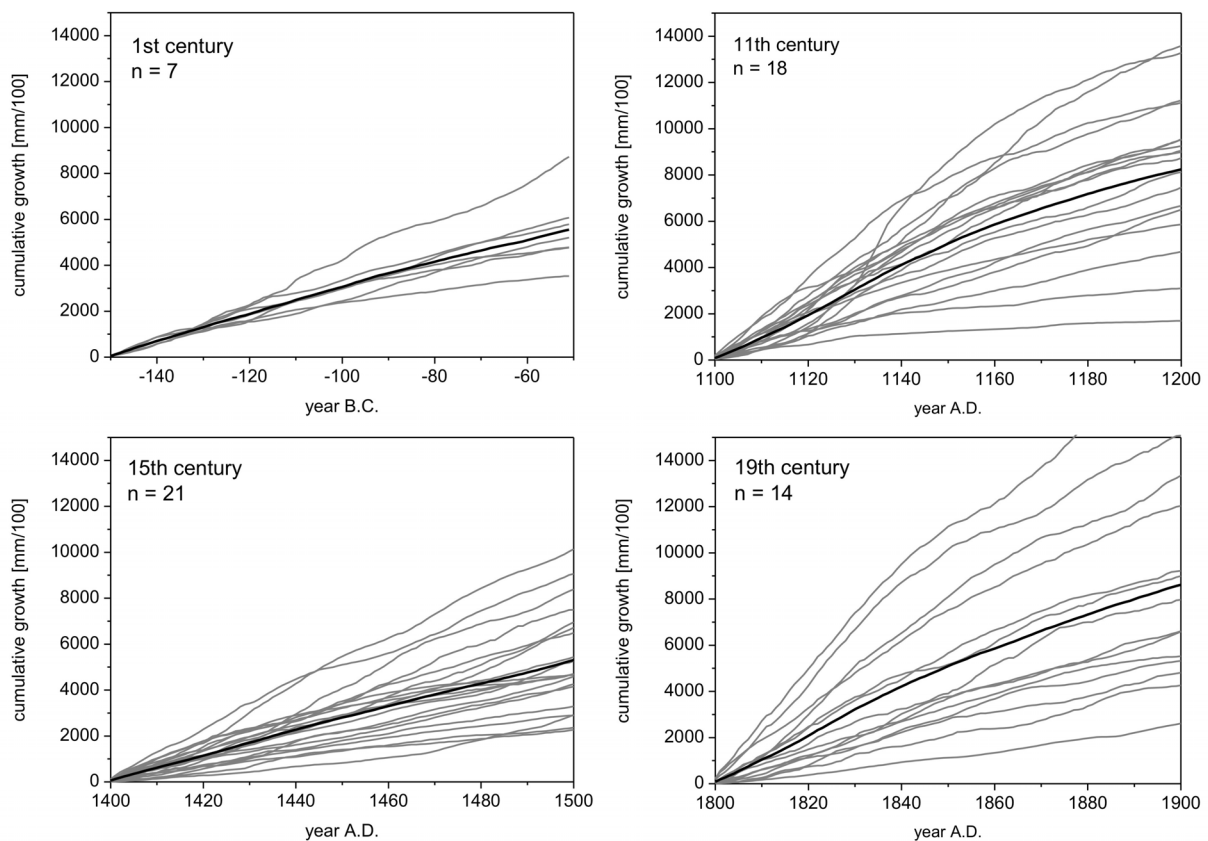 1st century
n = 7
cumulative growth [mm/100]
14000
12000
10000
8000
6000
4000
2000
0
-140 -120 -100 -80 -60
year B.C.
11th century
n = 18
cumulative growth [mm/100]
14000
12000
10000
8000
6000
4000
2000
0
1100 1120 1140 1160 1180 1200
year A.D.
15th century
n = 21
cumulative growth [mm/100]
14000
12000
10000
8000
6000
4000
2000
0
1400 1420 1440 1460 1480 1500
year A.D.
19th century
n = 14
cumulative growth [mm/100]
14000
12000
10000
8000
6000
4000
2000
0
1800 1820 1840 1860 1880 1900
year A.D.